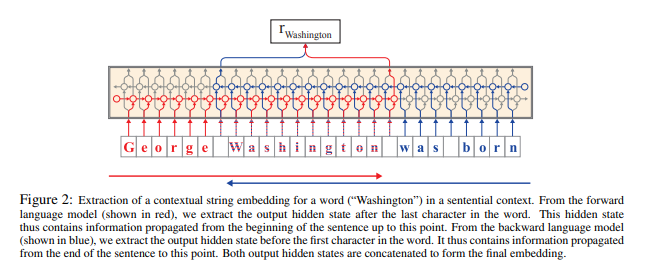 rWashington
George Washington was born
Figure 2: Extraction of a contextual string embedding for a word (“Washington”) in a sentential context. From the forward
language model (shown in red), we extract the output hidden state after the last character in the word. This hidden state
thus contains information propagated from the beginning of the sentence up to this point. From the backward language model
(shown in blue), we extract the output hidden state before the first character in the word. It thus contains information propagated
from the end of the sentence to this point. Both output hidden states are concatenated to form the final embedding.